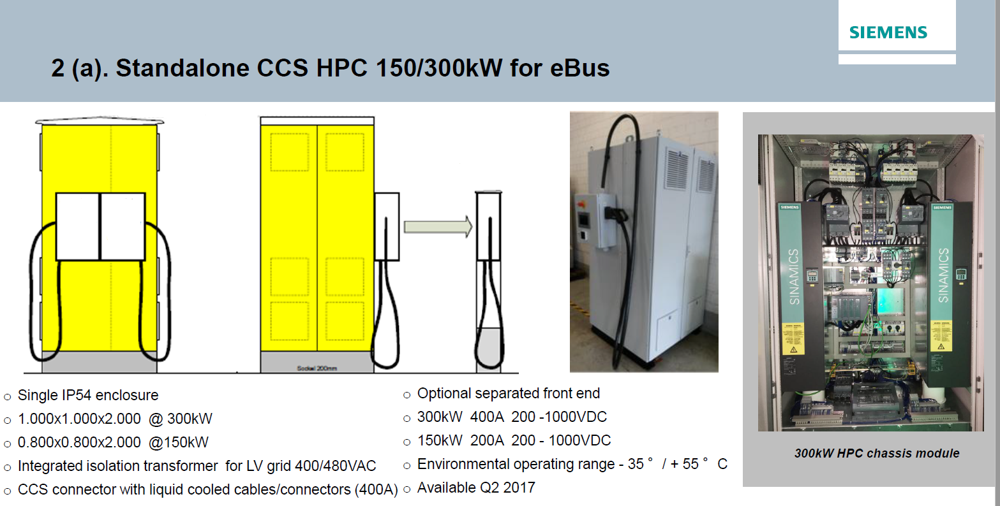 SIEMENS
2 (a). Standalone CCS HPC 150/300kW for eBus
Sockel 200mm
SIEMENS
SINAMICS
SIEMENS
SINAMICS
○ Single IP54 enclosure
○ 1.000x1.000x2.000 @ 300kW
○ 0.800x0.800x2.000 @150kW
○ Integrated isolation transformer for LV grid 400/480VAC
○ CCS connector with liquid cooled cables/connectors (400A)
○ Optional separated front end
○ 300kW 400A 200 -1000VDC
○ 150kW 200A 200 - 1000VDC
○ Environmental operating range - 35 ° / + 55 ° C
○ Available Q2 2017
300kW HPC chassis module